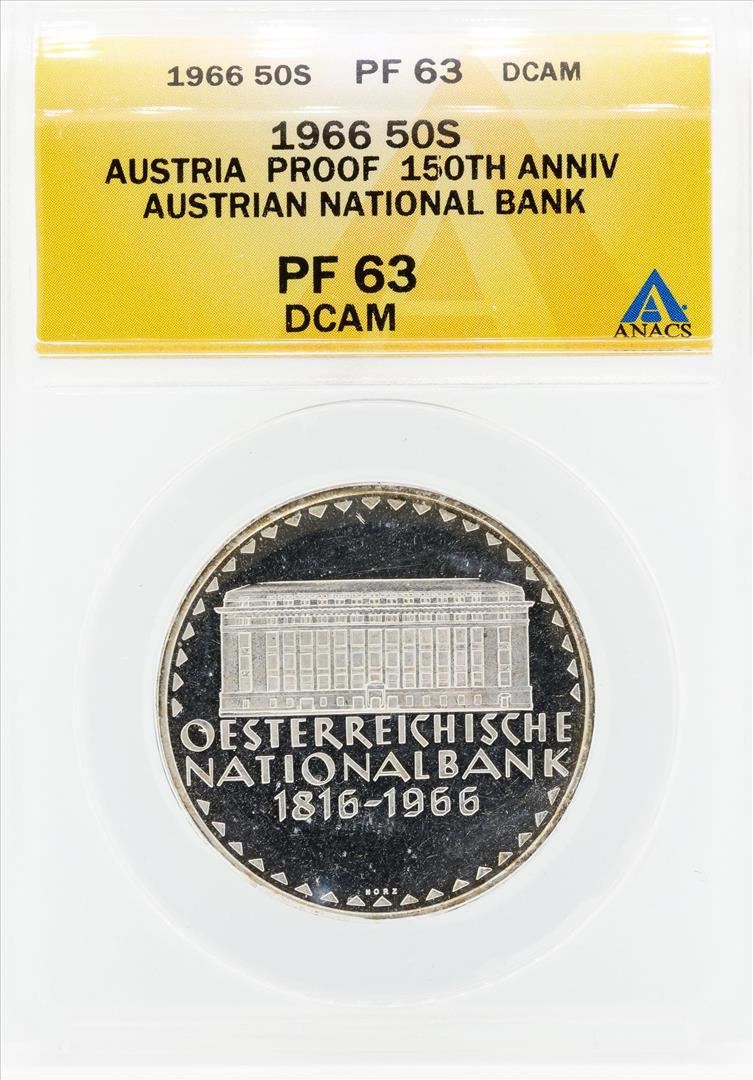 1966 50S PF 63 DCAM
1966 50S
AUSTRIA PROOF 150TH ANNIV
AUSTRIAN NATIONAL BANK
PF 63
DCAM
ANACS
OESTERREICHISCHE
NATIONALBANK
1816-1966
HORZ